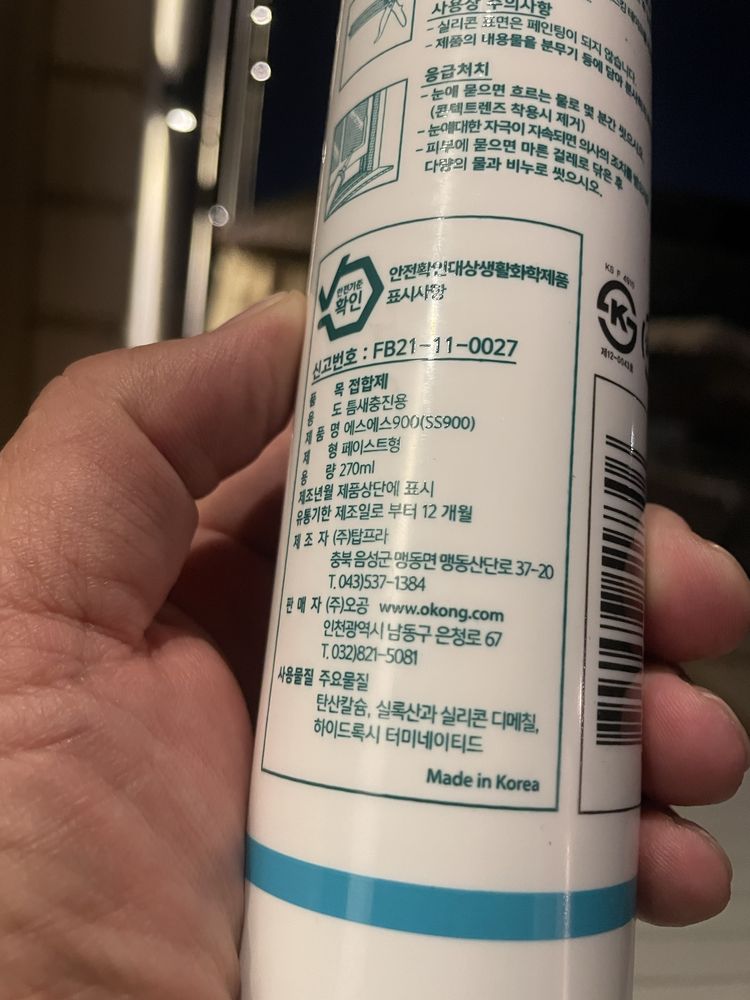 사용상 주의사항
- 실리콘 표면은 페인팅이 되지 않습니다.
- 제품의 내용물을 분무기 등에 담아
응급처치
- 눈에 묻으면 흐르는 물로 몇 분간 씻으시오.
(콘텍트렌즈 착용시 제거)
- 눈에대한 자극이 지속되면 의사의 조치를
- 피부에 묻으면 마른 걸레로 닦은 후
다량의 물과 비누로 씻으시오.
안전기준
확인
안전확인대상생활화학제품
표시사항
신고번호 : FB21-11-0027
품 목 접합제
용 도 틈새충진용
제 품 명 에스에스900(SS900)
제 형 페이스트형
용 량 270ml
제조년월 제품상단에 표시
유통기한 제조일로 부터 12 개월
제 조 자 (주)탑프라
충북 음성군 맹동면 맹동산단로 37-20
T. 043)537-1384
판 매 자 (주)오공 www.okong.com
인천광역시 남동구 은청로 67
T. 032)821-5081
사용물질 주요물질
탄산칼슘, 실록산과 실리콘 디메칠,
하이드록시 터미네이티드
Made in Korea
KS F 4910
K
제12-0043호